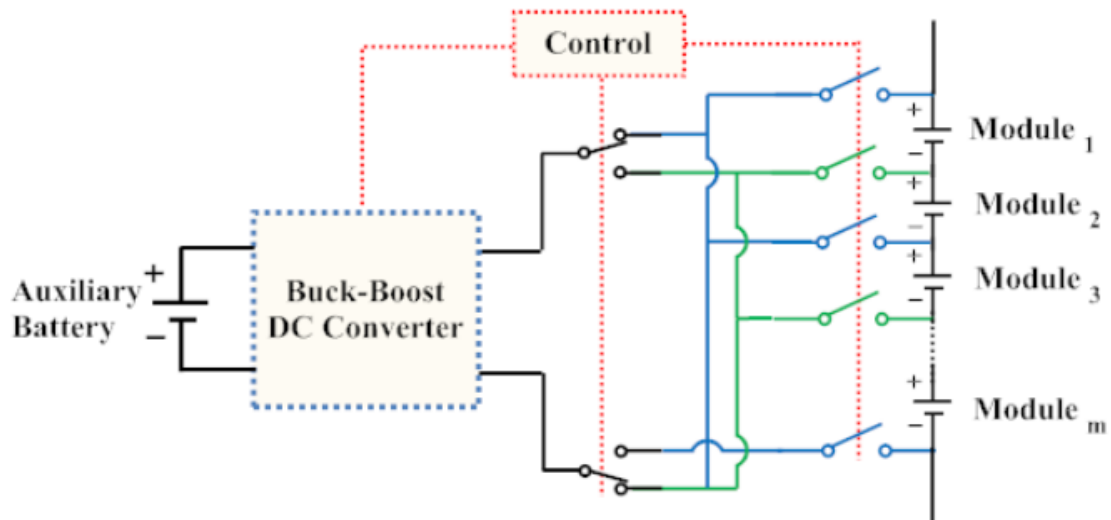 Control
+
Module 1
−
+
Module 2
−
+
Auxiliary
Battery
+
−
Buck-Boost
DC Converter
Module 3
−
+
Module m
−